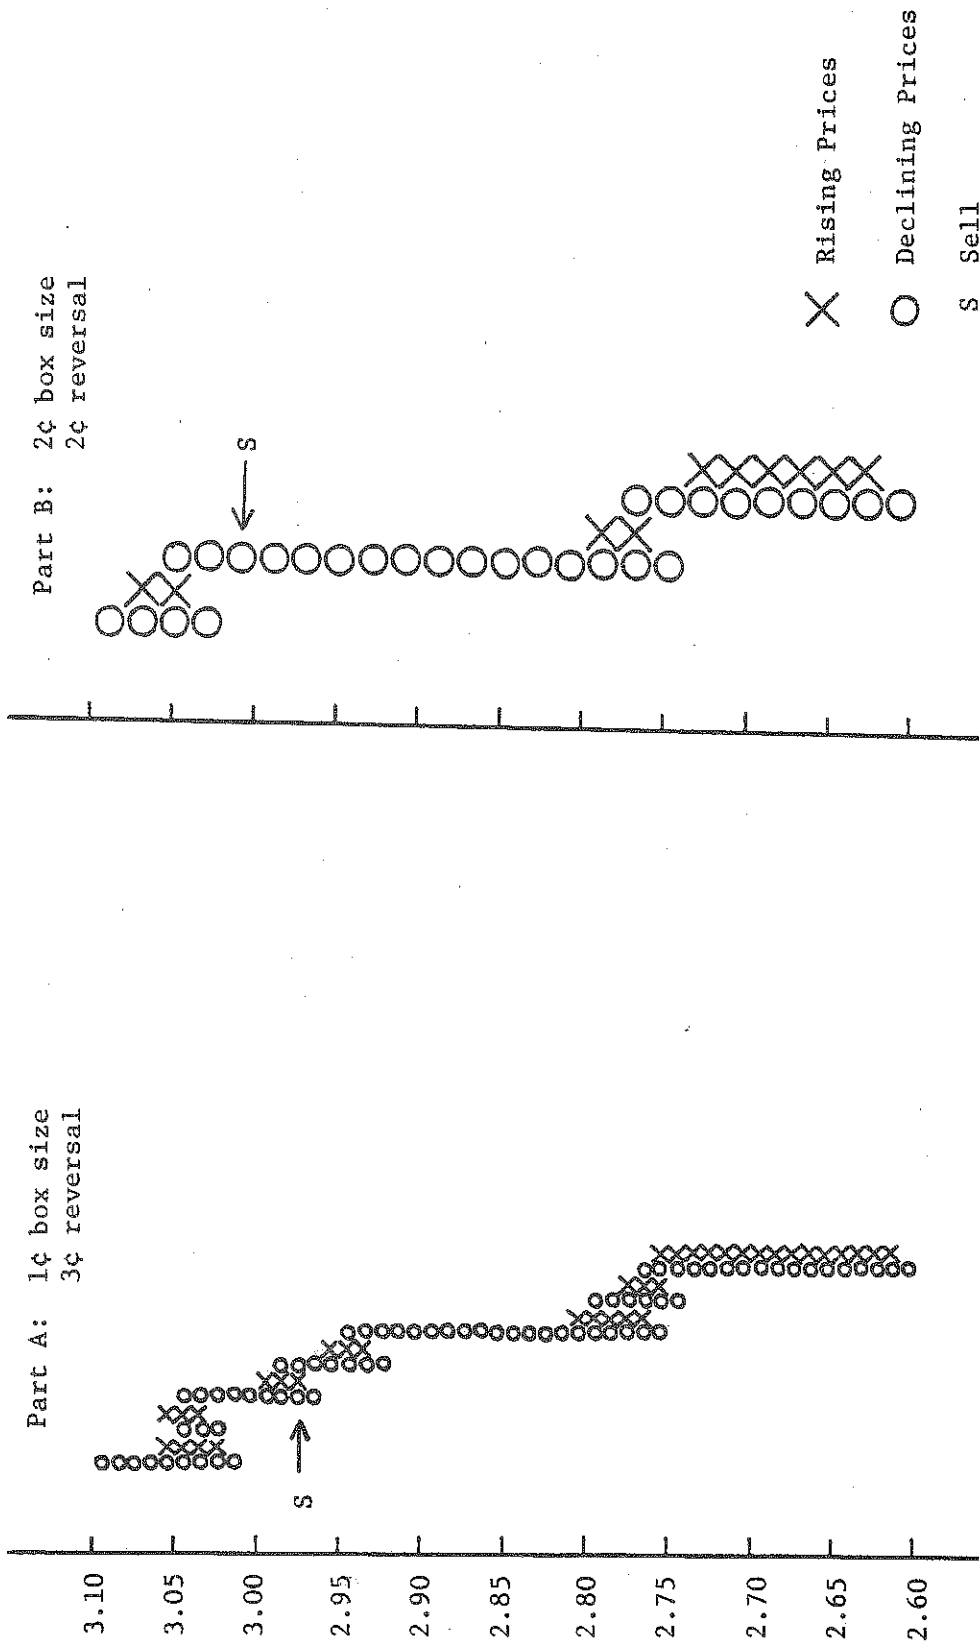 Part A: 1¢ box size
3¢ reversal
Part B: 2¢ box size
2¢ reversal
3.10
3.05
3.00
2.95
2.90
2.85
2.80
2.75
2.70
2.65
2.60
S
S
X Rising Prices
O Declining Prices
S Sell